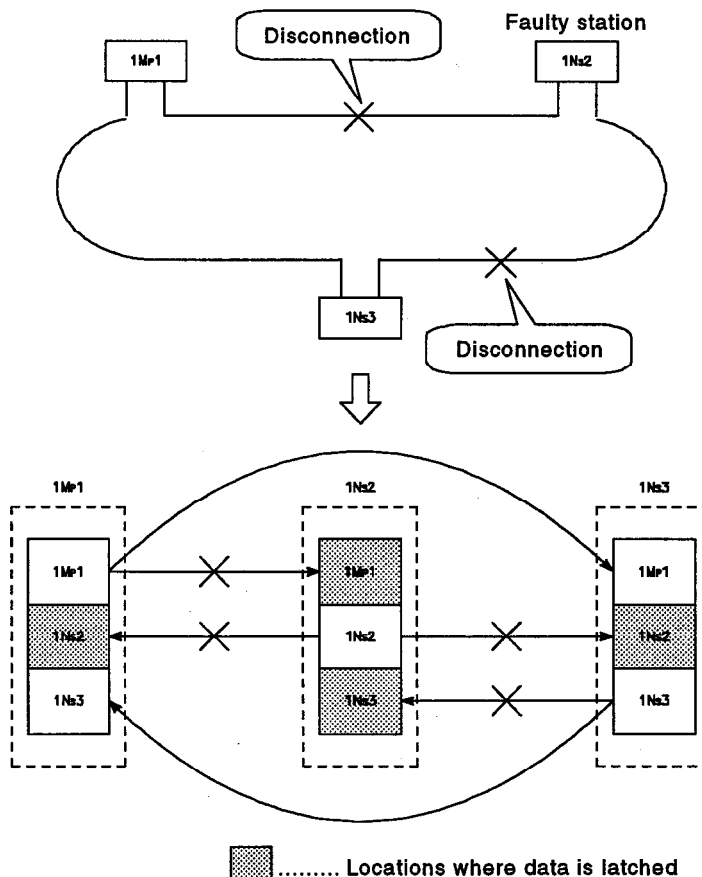 Disconnection
Faulty station
1MP1
1Ns2
1Ns3
Disconnection
1MP1
1Ns2
1Ns3
1MP1
1MP1
1MP1
1Ns2
1Ns2
1Ns2
1Ns3
1Ns3
1Ns3
......... Locations where data is latched